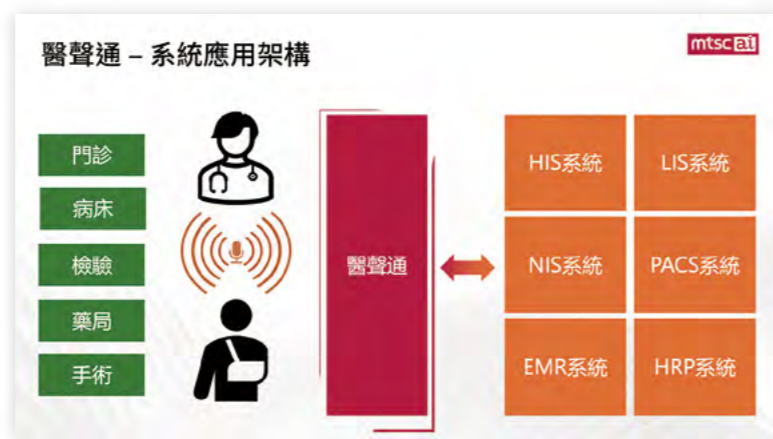 醫聲通 – 系統應用架構
mtsc ai
門診
病床
檢驗
藥局
手術
醫聲通
HIS系統
LIS系統
NIS系統
PACS系統
EMR系統
HRP系統